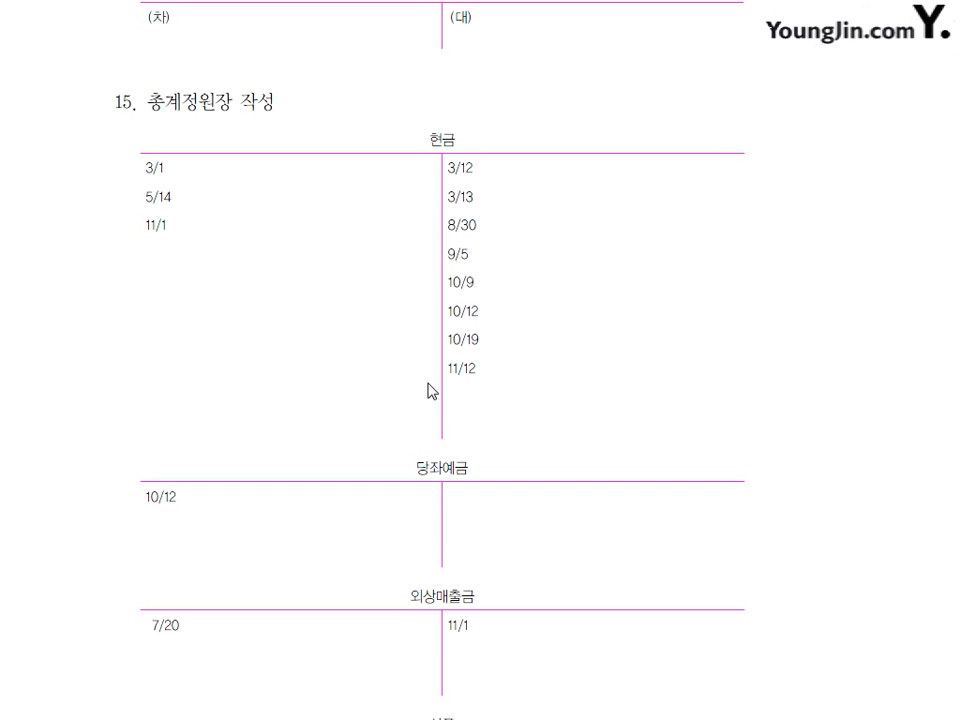 (차) (대)
YoungJin.com Y.
15. 총계정원장 작성
현금
3/1 3/12
5/14 3/13
11/1 8/30
9/5
10/9
10/12
10/19
11/12
당좌예금
10/12
외상매출금
7/20 11/1